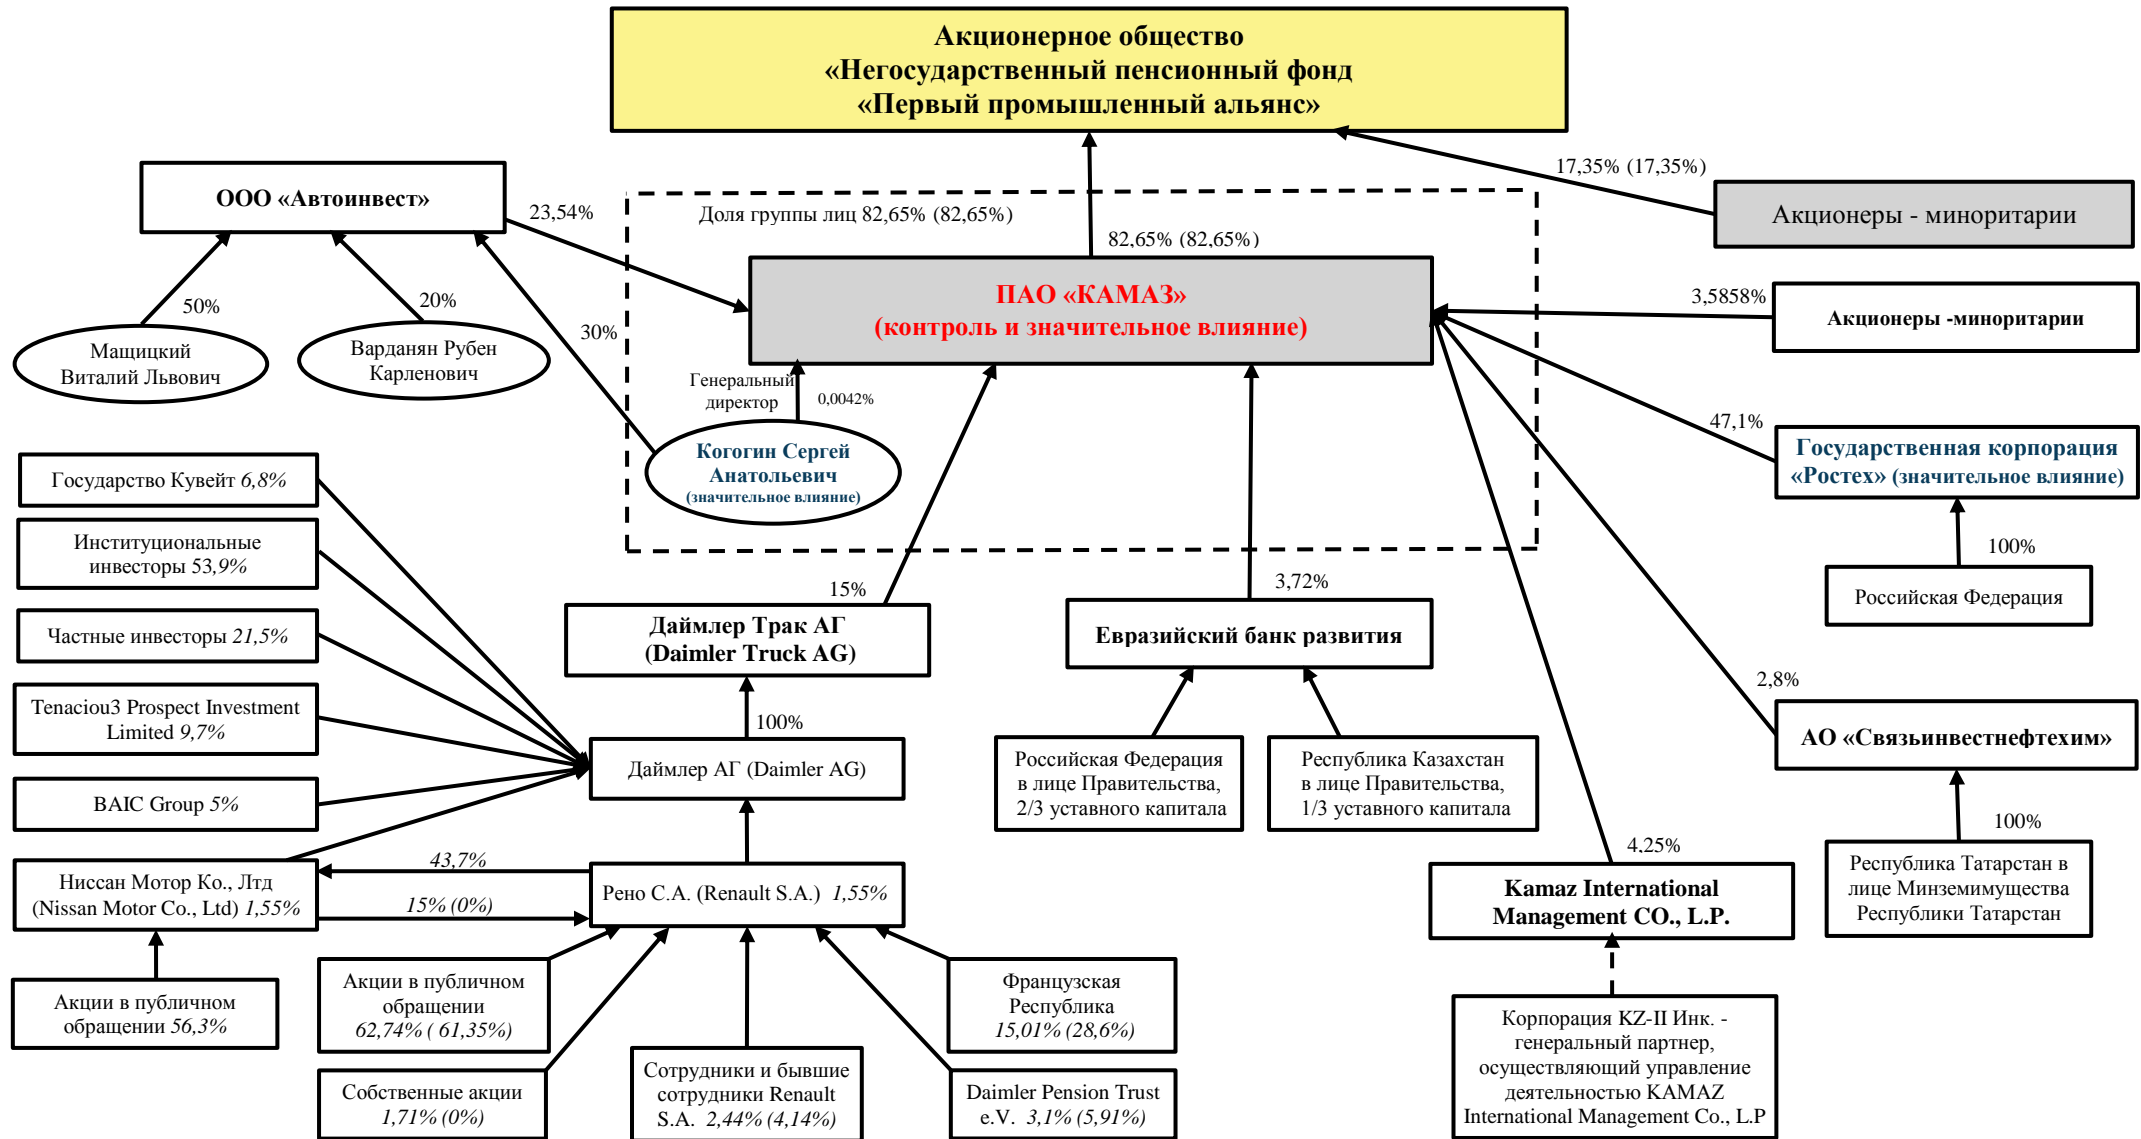 Акционерное общество
«Негосударственный пенсионный фонд
«Первый промышленный альянс»
17,35% (17,35%)
Акционеры - миноритарии
ООО «Автоинвест»
23,54%
Доля группы лиц 82,65% (82,65%)
82,65% (82,65%)
ПАО «КАМАЗ»
(контроль и значительное влияние)
3,5858%
Акционеры -миноритарии
50%
20%
30%
Мащицкий
Виталий Львович
Варданян Рубен
Карленович
Генеральный
директор
0,0042%
Когогин Сергей
Анатольевич
(значительное влияние)
47,1%
Государственная корпорация
«Ростех» (значительное влияние)
100%
Российская Федерация
Государство Кувейт 6,8%
Институциональные
инвесторы 53,9%
Частные инвесторы 21,5%
Tenaciou3 Prospect Investment
Limited 9,7%
BAIC Group 5%
Ниссан Мотор Ко., Лтд
(Nissan Motor Co., Ltd) 1,55%
Акции в публичном
обращении 56,3%
15%
Даймлер Трак АГ
(Daimler Truck AG)
100%
Даймлер АГ (Daimler AG)
43,7%
15% (0%)
Рено С.А. (Renault S.A.) 1,55%
Акции в публичном
обращении
62,74% ( 61,35%)
Собственные акции
1,71% (0%)
Сотрудники и бывшие
сотрудники Renault
S.A. 2,44% (4,14%)
Daimler Pension Trust
e.V. 3,1% (5,91%)
Французская
Республика
15,01% (28,6%)
3,72%
Евразийский банк развития
Российская Федерация
в лице Правительства,
2/3 уставного капитала
Республика Казахстан
в лице Правительства,
1/3 уставного капитала
4,25%
Kamaz International
Management CO., L.P.
Корпорация KZ-II Инк. -
генеральный партнер,
осуществляющий управление
деятельностью KAMAZ
International Management Co., L.P
2,8%
АО «Связьинвестнефтехим»
100%
Республика Татарстан в
лице Минземимущества
Республики Татарстан